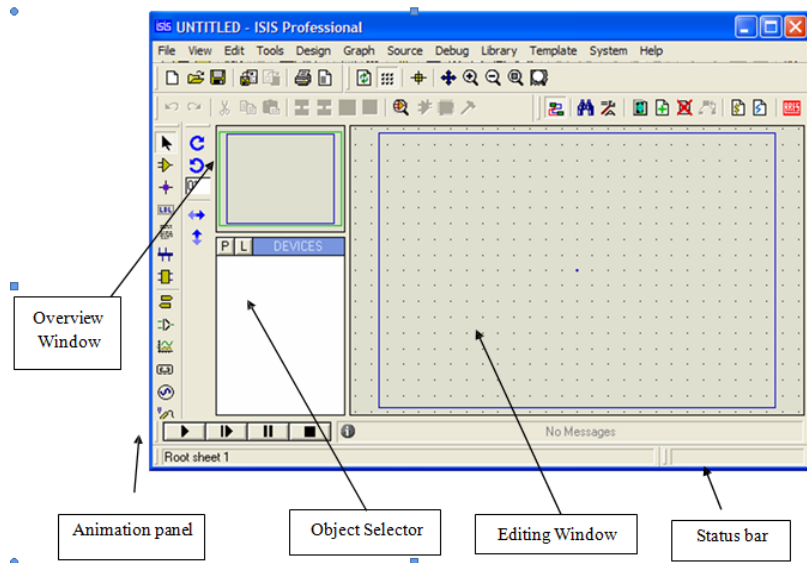 ISIS UNTITLED - ISIS Professional
File View Edit Tools Design Graph Source Debug Library Template System Help
LBL
P L DEVICES
Overview
Window
No Messages
Root sheet 1
Animation panel
Object Selector
Editing Window
Status bar